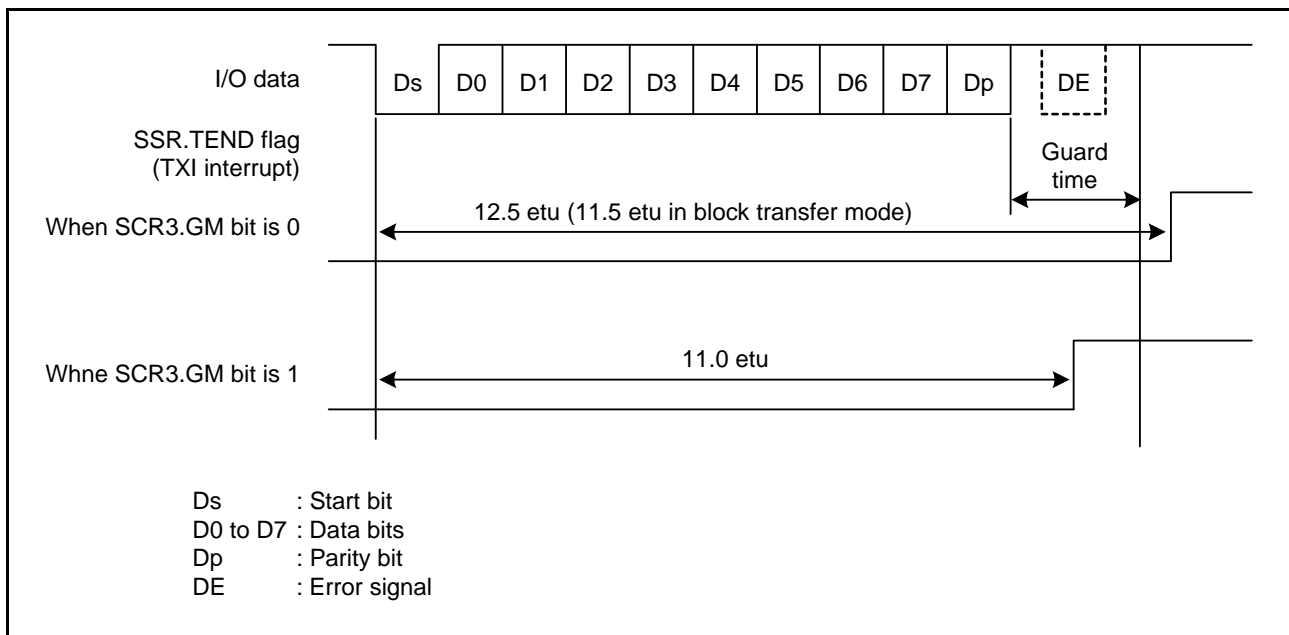 I/O data
Ds D0 D1 D2 D3 D4 D5 D6 D7 Dp DE
SSR.TEND flag
(TXI interrupt)
Guard
time
When SCR3.GM bit is 0
12.5 etu (11.5 etu in block transfer mode)
Whne SCR3.GM bit is 1
11.0 etu
Ds : Start bit
D0 to D7 : Data bits
Dp : Parity bit
DE : Error signal